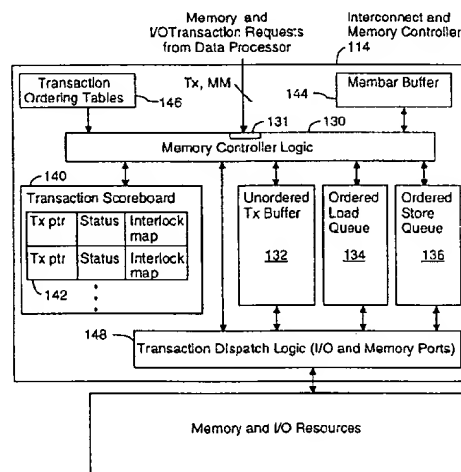 Memory and
I/OTransaction Requests
from Data Processor
Interconnect and
Memory Controller
114
Transaction
Ordering Tables
146
Tx, MM
144
Membar Buffer
131
130
Memory Controller Logic
140
Transaction Scoreboard
Tx ptr Status Interlock map
Tx ptr Status Interlock map
142
Unordered
Tx Buffer
132
Ordered
Load
Queue
134
Ordered
Store
Queue
136
148
Transaction Dispatch Logic (I/O and Memory Ports)
Memory and I/O Resources